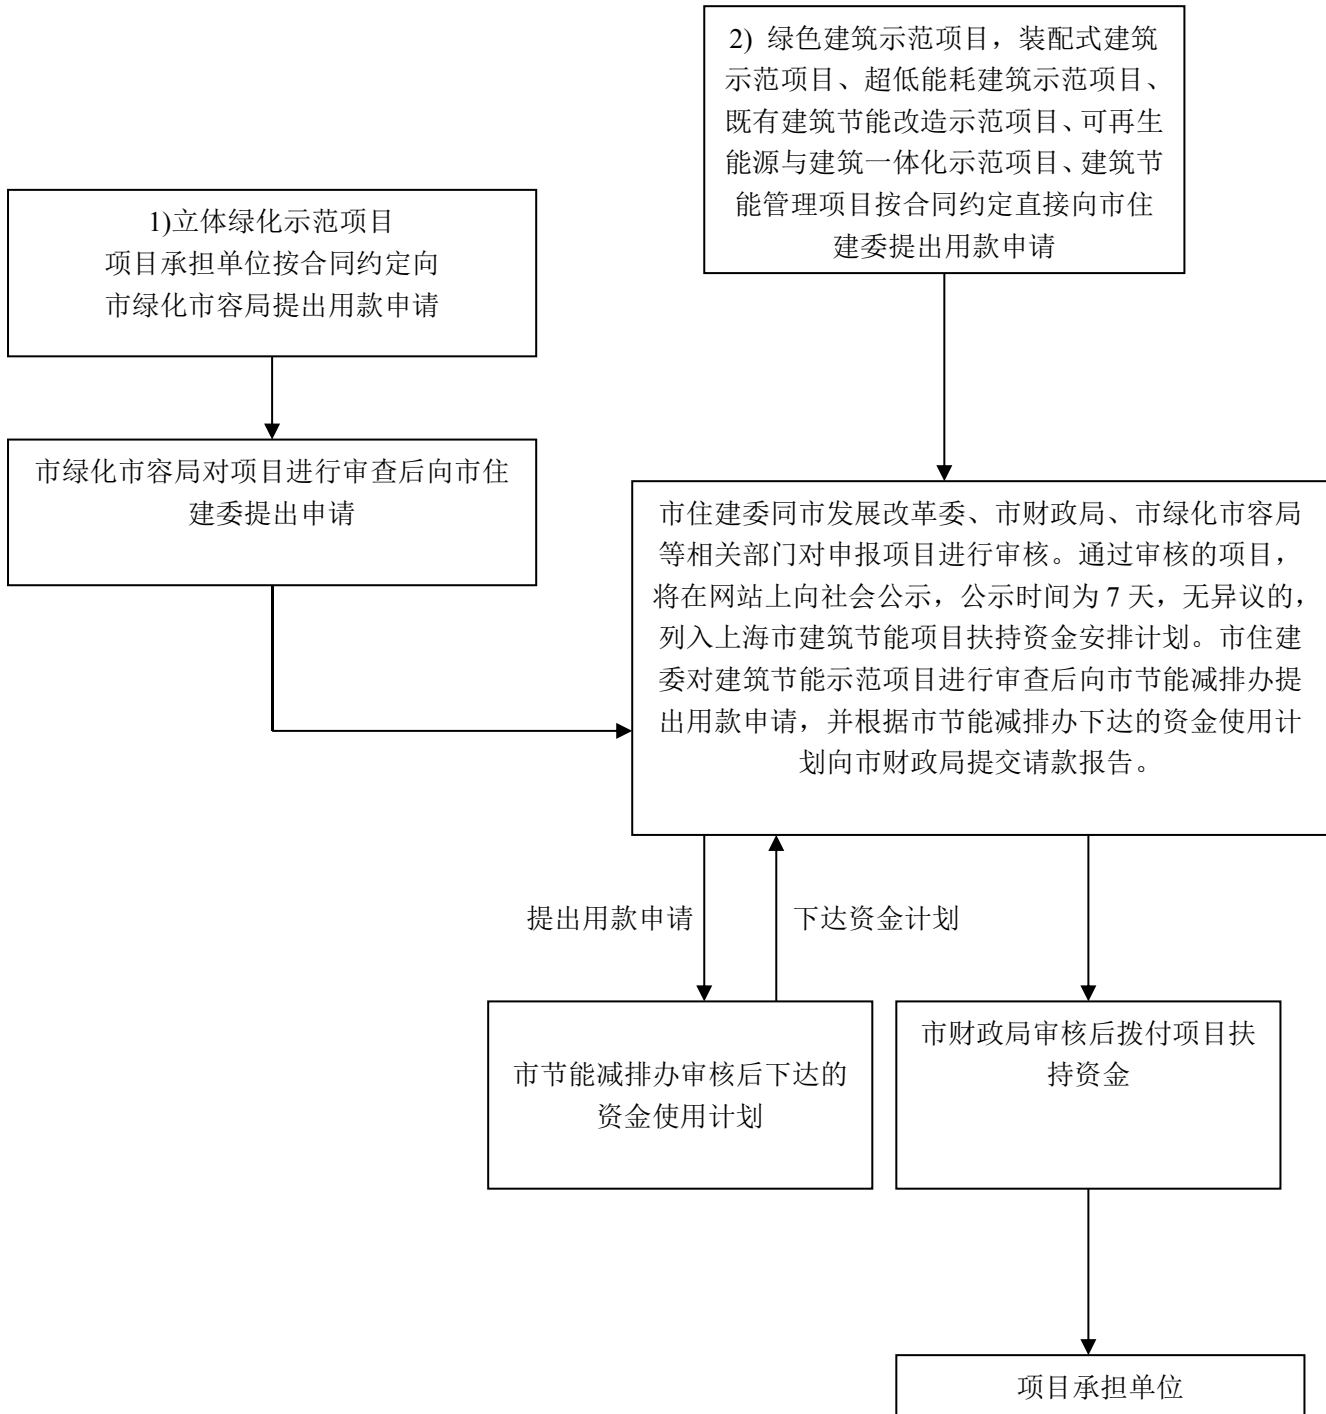 2) 绿色建筑示范项目，装配式建筑
示范项目、超低能耗建筑示范项目、
既有建筑节能改造示范项目、可再生
能源与建筑一体化示范项目、建筑节
能管理项目按合同约定直接向市住
建委提出用款申请
1)立体绿化示范项目
项目承担单位按合同约定向
市绿化市容局提出用款申请
市绿化市容局对项目进行审查后向市住
建委提出申请
市住建委同市发展改革委、市财政局、市绿化市容局
等相关部门对申报项目进行审核。通过审核的项目，
将在网站上向社会公示，公示时间为 7 天，无异议的，
列入上海市建筑节能项目扶持资金安排计划。市住建
委对建筑节能示范项目进行审查后向市节能减排办提
出用款申请，并根据市节能减排办下达的资金使用计
划向市财政局提交请款报告。
提出用款申请
下达资金计划
市节能减排办审核后下达的
资金使用计划
市财政局审核后拨付项目扶
持资金
项目承担单位